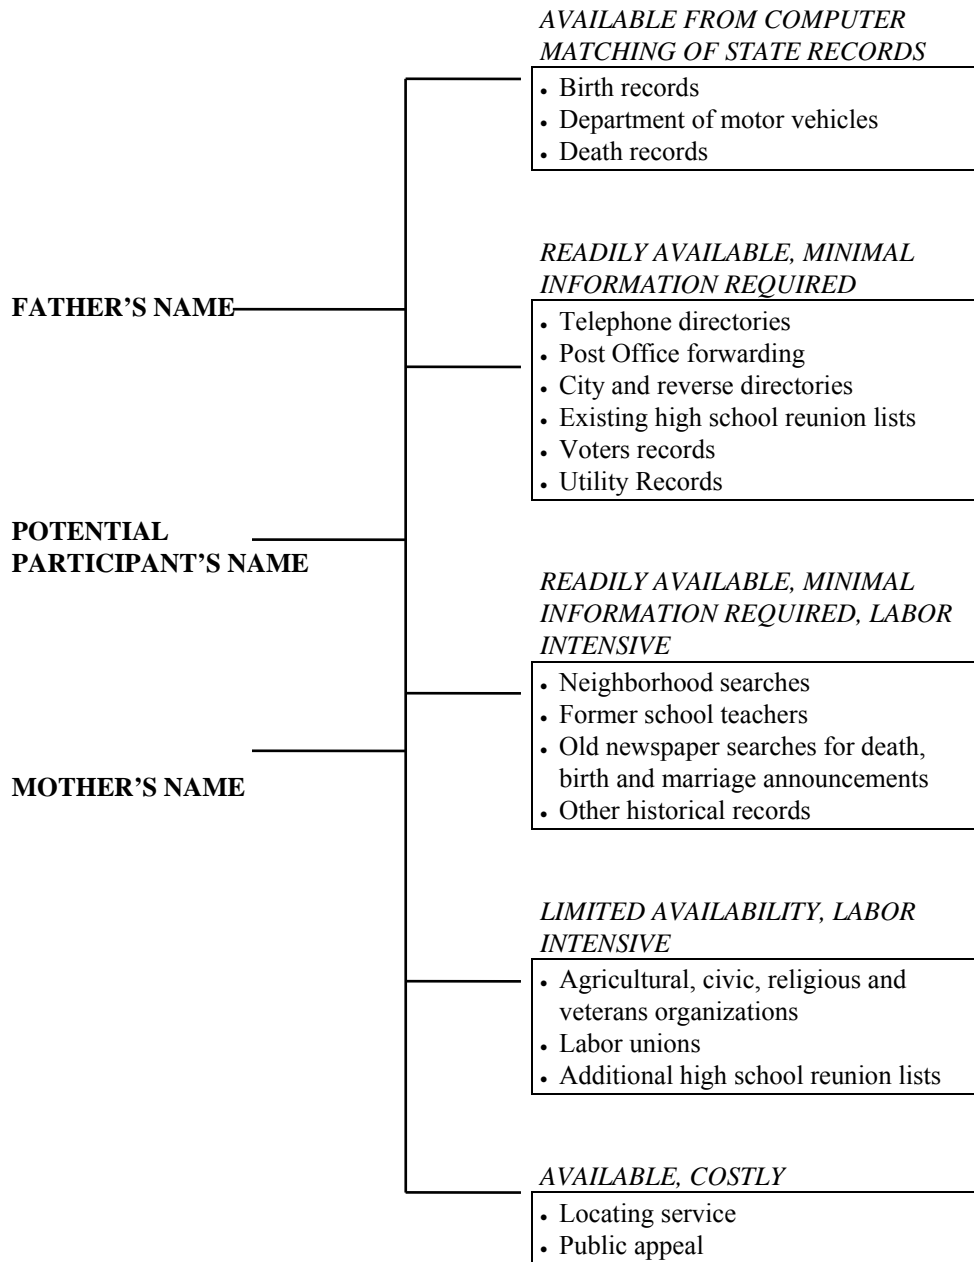 AVAILABLE FROM COMPUTER
MATCHING OF STATE RECORDS
• Birth records
• Department of motor vehicles
• Death records
READILY AVAILABLE, MINIMAL
INFORMATION REQUIRED
FATHER’S NAME
• Telephone directories
• Post Office forwarding
• City and reverse directories
• Existing high school reunion lists
• Voters records
• Utility Records
POTENTIAL
PARTICIPANT’S NAME
READILY AVAILABLE, MINIMAL
INFORMATION REQUIRED, LABOR
INTENSIVE
• Neighborhood searches
• Former school teachers
• Old newspaper searches for death,
birth and marriage announcements
• Other historical records
MOTHER’S NAME
LIMITED AVAILABILITY, LABOR
INTENSIVE
• Agricultural, civic, religious and
veterans organizations
• Labor unions
• Additional high school reunion lists
AVAILABLE, COSTLY
• Locating service
• Public appeal